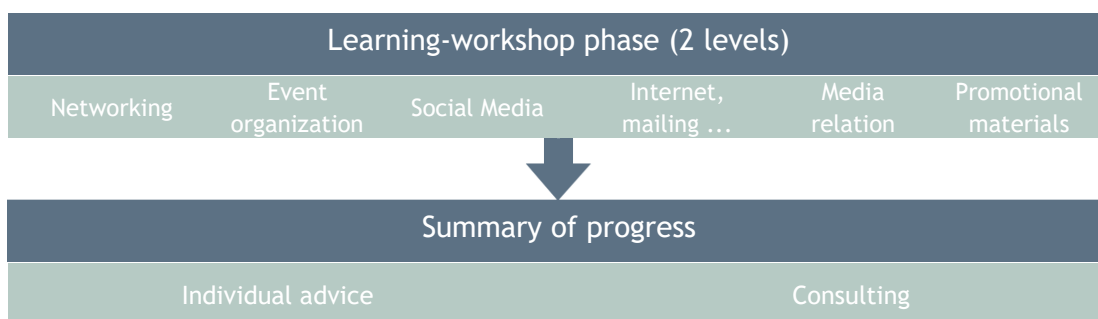 Learning-workshop phase (2 levels)
Networking
Event
organization
Social Media
Internet,
mailing ...
Media
relation
Promotional
materials
Summary of progress
Individual advice
Consulting